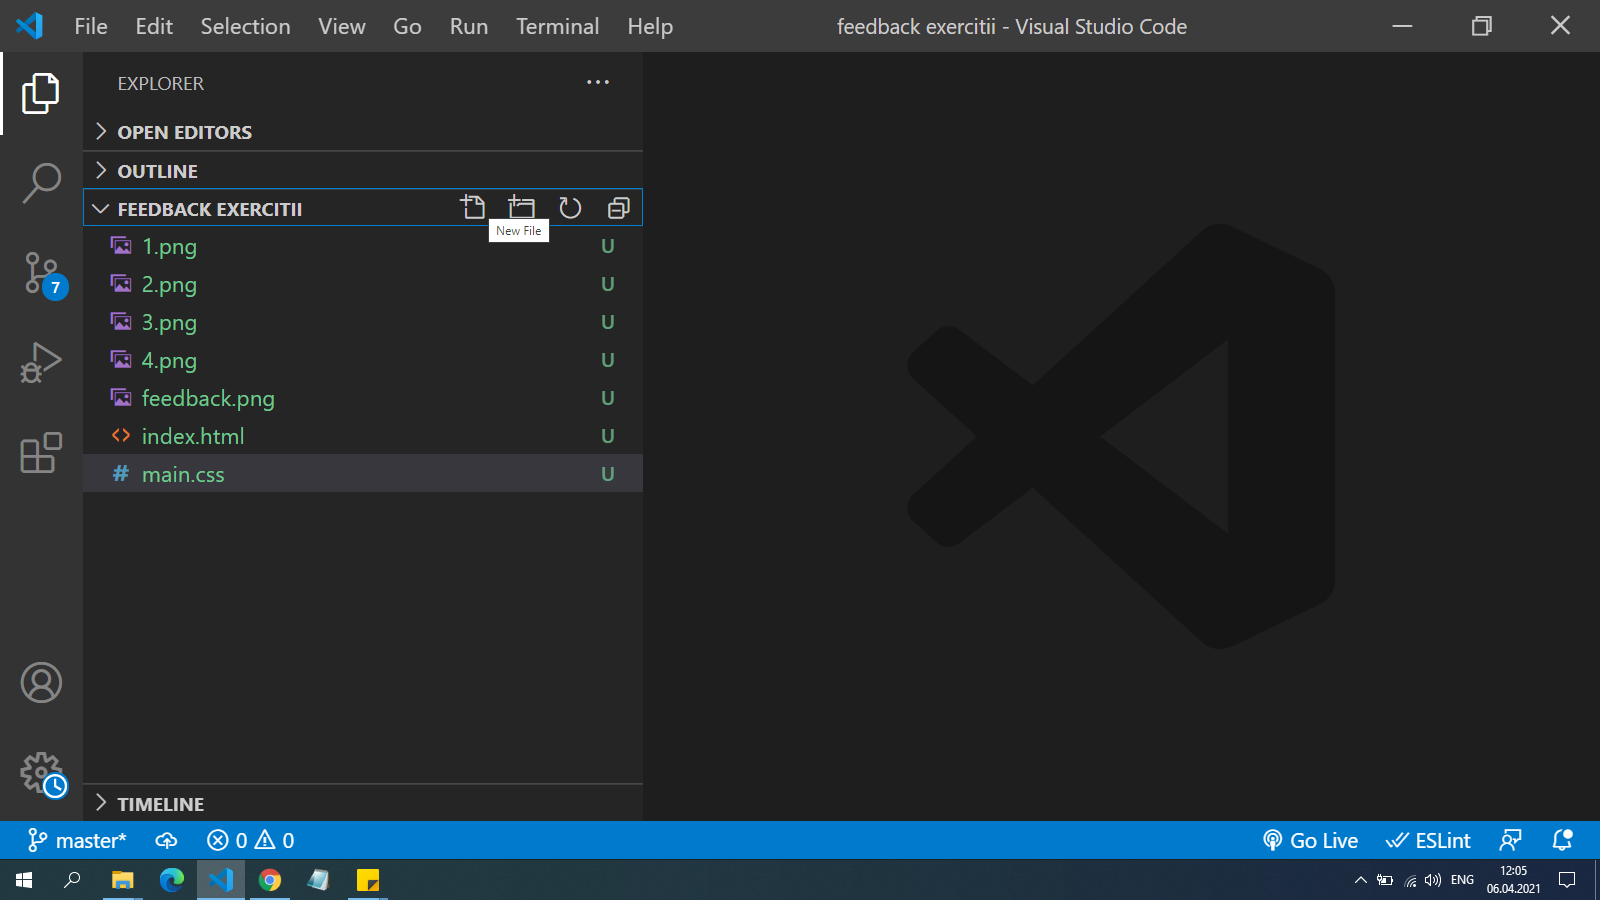 File Edit Selection View Go Run Terminal Help feedback exercitii - Visual Studio Code
EXPLORER
OPEN EDITORS
OUTLINE
FEEDBACK EXERCITII
New File
1.png U
2.png U
3.png U
4.png U
feedback.png U
index.html U
# main.css U
7
TIMELINE
master* 0 0 Go Live ESLint
ENG 12:05
06.04.2021